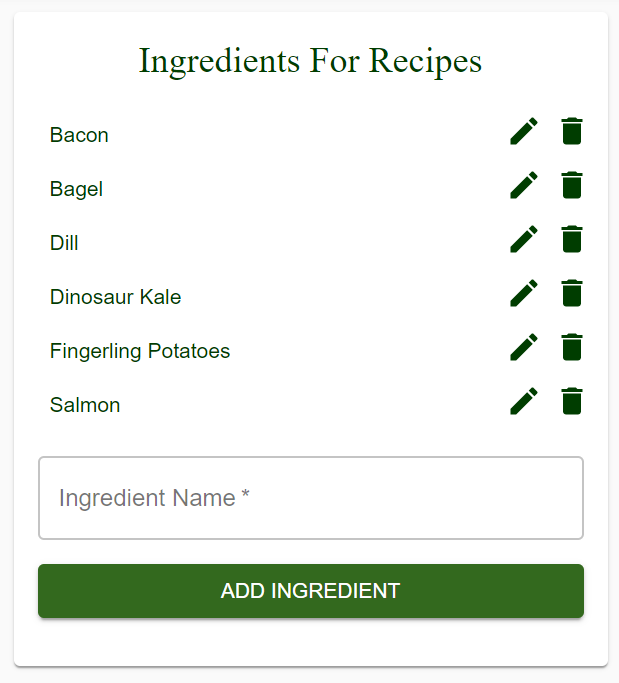 Ingredients For Recipes
Bacon
Bagel
Dill
Dinosaur Kale
Fingerling Potatoes
Salmon
Ingredient Name *
ADD INGREDIENT